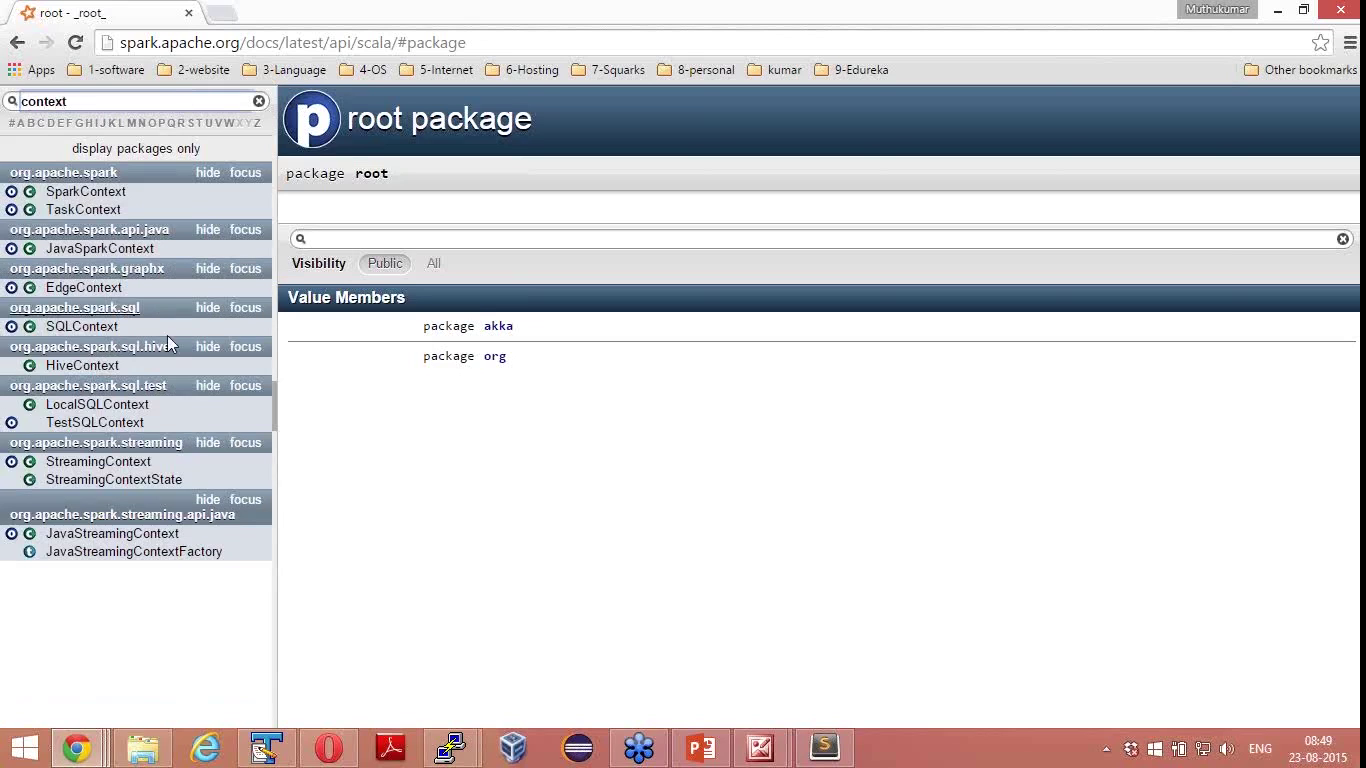 root - _root_
Muthukumar
spark.apache.org/docs/latest/api/scala/#package
Apps 1-software 2-website 3-Language 4-OS 5-Internet 6-Hosting 7-Squarks 8-personal kumar 9-Edureka Other bookmarks
context
#ABCDEFGHIJKLMNOPQRSTUVWXYZ
display packages only
org.apache.spark hide focus
SparkContext
TaskContext
org.apache.spark.api.java hide focus
JavaSparkContext
org.apache.spark.graphx hide focus
EdgeContext
org.apache.spark.sql hide focus
SQLContext
org.apache.spark.sql.hive hide focus
HiveContext
org.apache.spark.sql.test hide focus
LocalSQLContext
TestSQLContext
org.apache.spark.streaming hide focus
StreamingContext
StreamingContextState
hide focus
org.apache.spark.streaming.api.java
JavaStreamingContext
JavaStreamingContextFactory
p root package
package root
Visibility Public All
Value Members
package akka
package org
ENG
08:49
23-08-2015